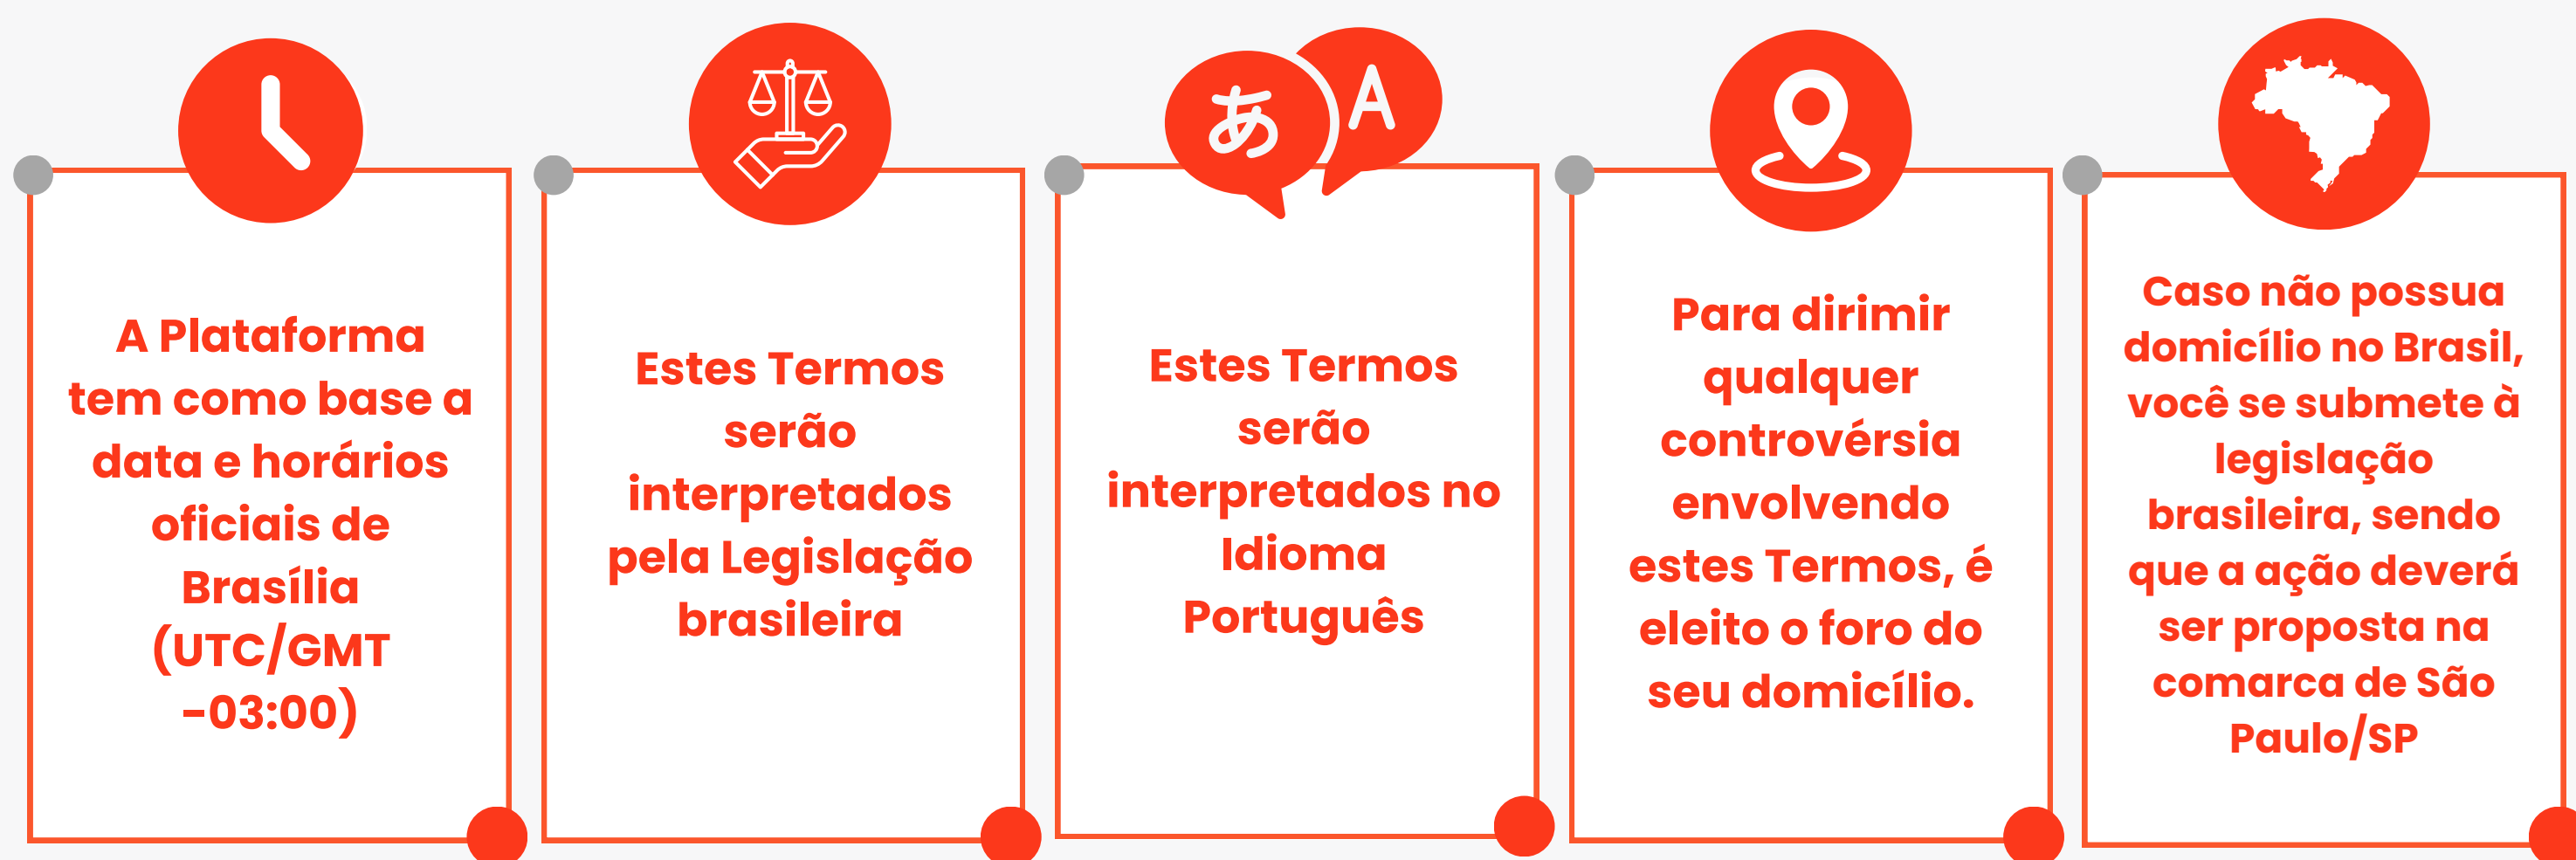 あ A
A Plataforma
tem como base a
data e horários
oficiais de
Brasília
(UTC/GMT
-03:00)
Estes Termos
serão
interpretados
pela Legislação
brasileira
Estes Termos
serão
interpretados no
Idioma
Português
Para dirimir
qualquer
controvérsia
envolvendo
estes Termos, é
eleito o foro do
seu domicílio.
Caso não possua
domicílio no Brasil,
você se submete à
legislação
brasileira, sendo
que a ação deverá
ser proposta na
comarca de São
Paulo/SP